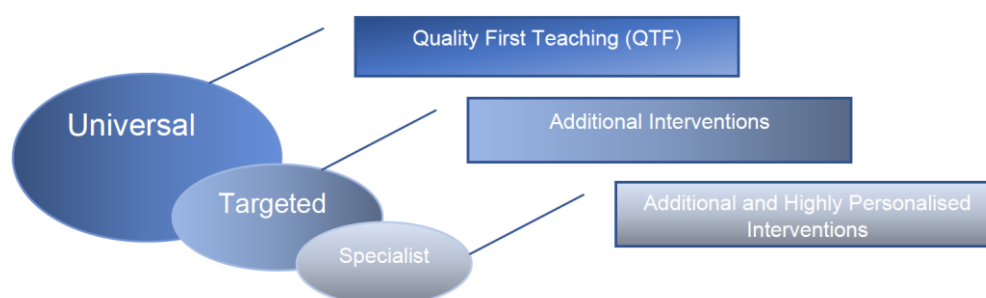 Quality First Teaching (QTF)
Universal
Additional Interventions
Targeted
Additional and Highly Personalised
Interventions
Specialist